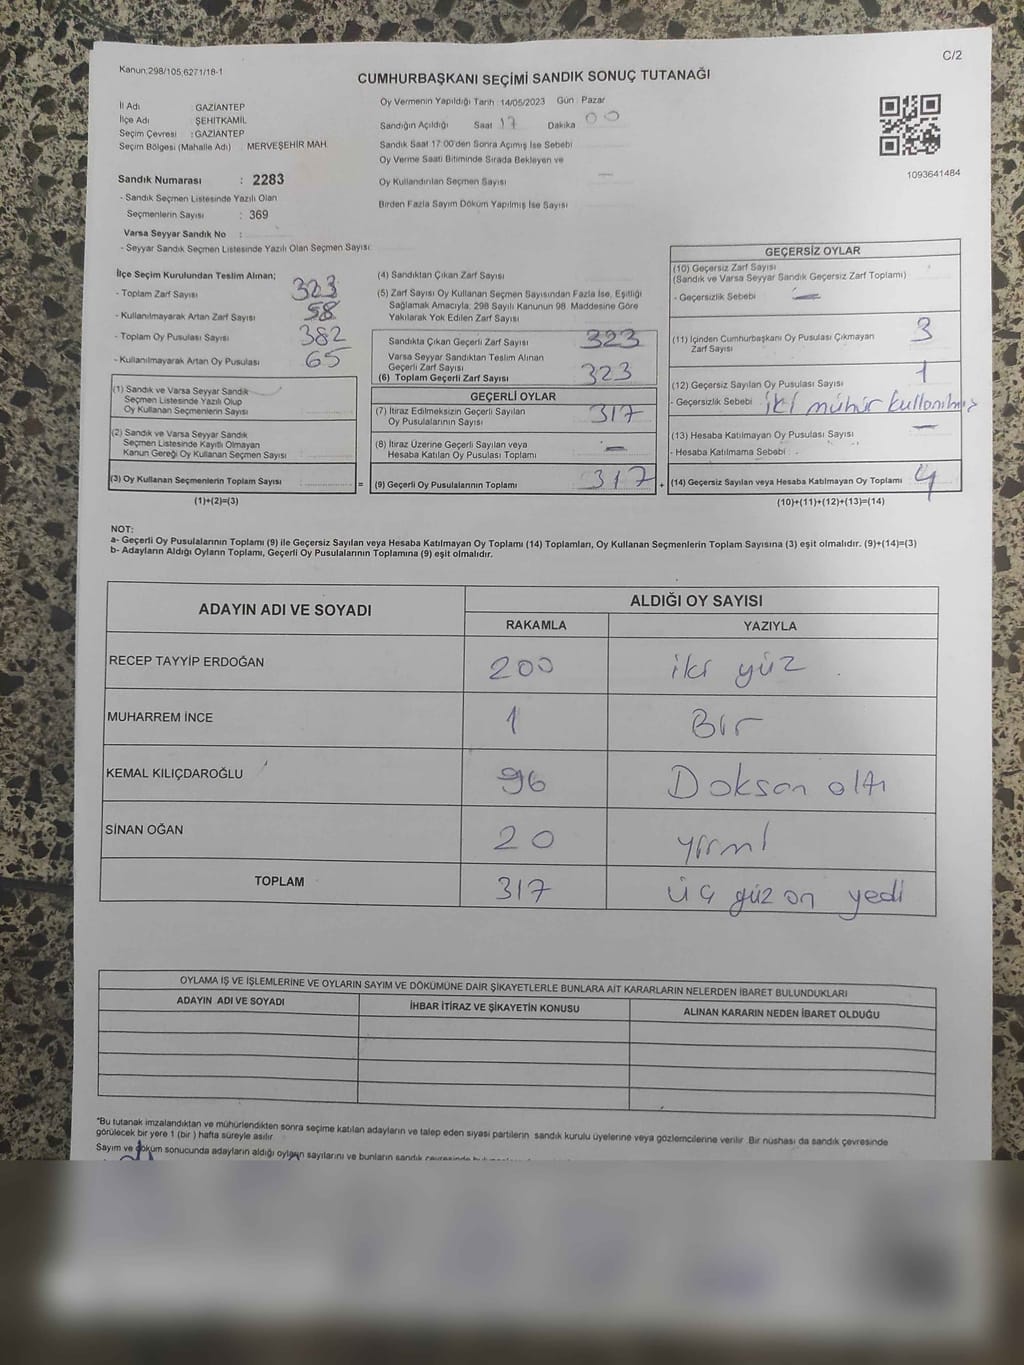 C/2
Kanun:298/105,6271/18-1
CUMHURBAŞKANI SEÇİMİ SANDIK SONUÇ TUTANAĞI
İl Adı : GAZİANTEP
İlçe Adı : ŞEHİTKAMİL
Seçim Çevresi : GAZİANTEP
Seçim Bölgesi (Mahalle Adı) MERVEŞEHİR MAH.
Oy Vermenin Yapıldığı Tarih : 14/05/2023 Gün : Pazar
Sandığın Açıldığı Saat 17 Dakika 00
Sandık Saat 17:00'den Sonra Açımış İse Sebebi
Oy Verme Saati Bitiminde Sırada Bekleyen ve
Oy Kullandırılan Seçmen Sayısı —
Birden Fazla Sayım Döküm Yapılmış İse Sayısı
1093641484
Sandık Numarası : 2283
- Sandık Seçmen Listesinde Yazılı Olan
Seçmenlerin Sayısı : 369
Varsa Seyyar Sandık No :
- Seyyar Sandık Seçmen Listesinde Yazılı Olan Seçmen Sayısı:
İlçe Seçim Kurulundan Teslim Alınan;
- Toplam Zarf Sayısı 323
- Kullanılmayarak Artan Zarf Sayısı 58
- Toplam Oy Pusulası Sayısı 382
- Kullanılmayarak Artan Oy Pusulası 65
(1) Sandık ve Varsa Seyyar Sandık
Seçmen Listesinde Yazılı Olup
Oy Kullanan Seçmenlerin Sayısı
(2) Sandık ve Varsa Seyyar Sandık
Seçmen Listesinde Kayıtlı Olmayan
Kanun Gereği Oy Kullanan Seçmen Sayısı
(3) Oy Kullanan Seçmenlerin Toplam Sayısı =
(1)+(2)=(3)
(4) Sandıktan Çıkan Zarf Sayısı
(5) Zarf Sayısı Oy Kullanan Seçmen Sayısından Fazla İse, Eşitliği
Sağlamak Amacıyla; 298 Sayılı Kanunun 98. Maddesine Göre
Yakılarak Yok Edilen Zarf Sayısı
Sandıkta Çıkan Geçerli Zarf Sayısı 323
Varsa Seyyar Sandıktan Teslim Alınan
Geçerli Zarf Sayısı
(6) Toplam Geçerli Zarf Sayısı 323
GEÇERLİ OYLAR
(7) İtiraz Edilmeksizin Geçerli Sayılan
Oy Pusulalarının Sayısı 317
(8) İtiraz Üzerine Geçerli Sayılan veya
Hesaba Katılan Oy Pusulası Toplamı —
(9) Geçerli Oy Pusulalarının Toplamı 317 +
GEÇERSİZ OYLAR
(10) Geçersiz Zarf Sayısı
(Sandık ve Varsa Seyyar Sandık Geçersiz Zarf Toplamı)
- Geçersizlik Sebebi —
(11) İçinden Cumhurbaşkanı Oy Pusulası Çıkmayan
Zarf Sayısı 3
(12) Geçersiz Sayılan Oy Pusulası Sayısı 1
- Geçersizlik Sebebi iki mühür kullanılmış
(13) Hesaba Katılmayan Oy Pusulası Sayısı —
- Hesaba Katılmama Sebebi :
(14) Geçersiz Sayılan veya Hesaba Katılmayan Oy Toplamı 4
(10)+(11)+(12)+(13)=(14)
NOT:
a- Geçerli Oy Pusulalarının Toplamı (9) ile Geçersiz Sayılan veya Hesaba Katılmayan Oy Toplamı (14) Toplamları, Oy Kullanan Seçmenlerin Toplam Sayısına (3) eşit olmalıdır. (9)+(14)=(3)
b- Adayların Aldığı Oyların Toplamı, Geçerli Oy Pusulalarının Toplamına (9) eşit olmalıdır.
ADAYIN ADI VE SOYADI ALDIĞI OY SAYISI
RAKAMLA YAZIYLA
RECEP TAYYİP ERDOĞAN 200 iki yüz
MUHARREM İNCE 1 Bir
KEMAL KILIÇDAROĞLU 96 Doksan altı
SİNAN OĞAN 20 yirmi
TOPLAM 317 üç yüz on yedi
OYLAMA İŞ VE İŞLEMLERİNE VE OYLARIN SAYIM VE DÖKÜMÜNE DAİR ŞİKAYETLERLE BUNLARA AİT KARARLARIN NELERDEN İBARET BULUNDUKLARI
ADAYIN ADI VE SOYADI İHBAR İTİRAZ VE ŞİKAYETİN KONUSU ALINAN KARARIN NEDEN İBARET OLDUĞU
*Bu tutanak imzalandıktan ve mühürlendikten sonra seçime katılan adayların ve talep eden siyasi partilerin sandık kurulu üyelerine veya gözlemcilerine verilir. Bir nüshası da sandık çevresinde
görülecek bir yere 1 (bir ) hafta süreyle asılır.
Sayım ve döküm sonucunda adayların aldığı oyların sayılarını ve bunların sandık çevresinde